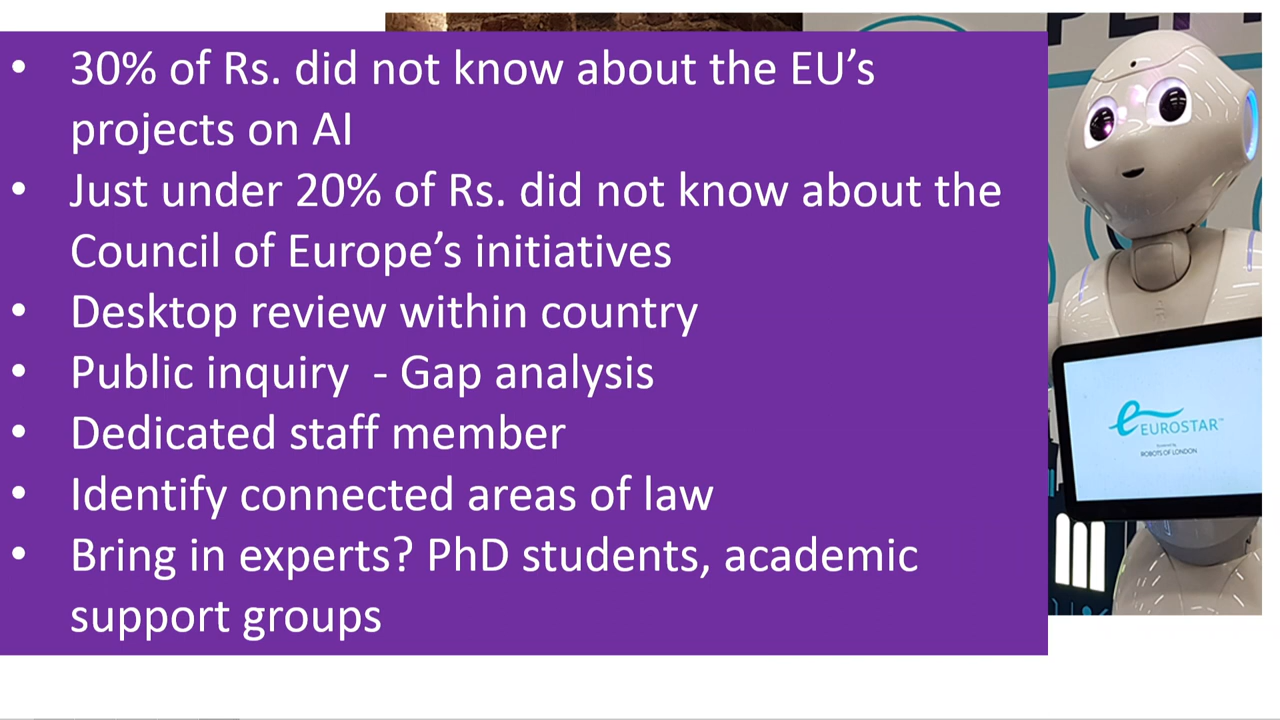 • 30% of Rs. did not know about the EU’s
projects on AI
• Just under 20% of Rs. did not know about the
Council of Europe’s initiatives
• Desktop review within country
• Public inquiry  - Gap analysis
• Dedicated staff member
• Identify connected areas of law
• Bring in experts? PhD students, academic
support groups
e
EUROSTAR™
ROBOTS OF LONDON